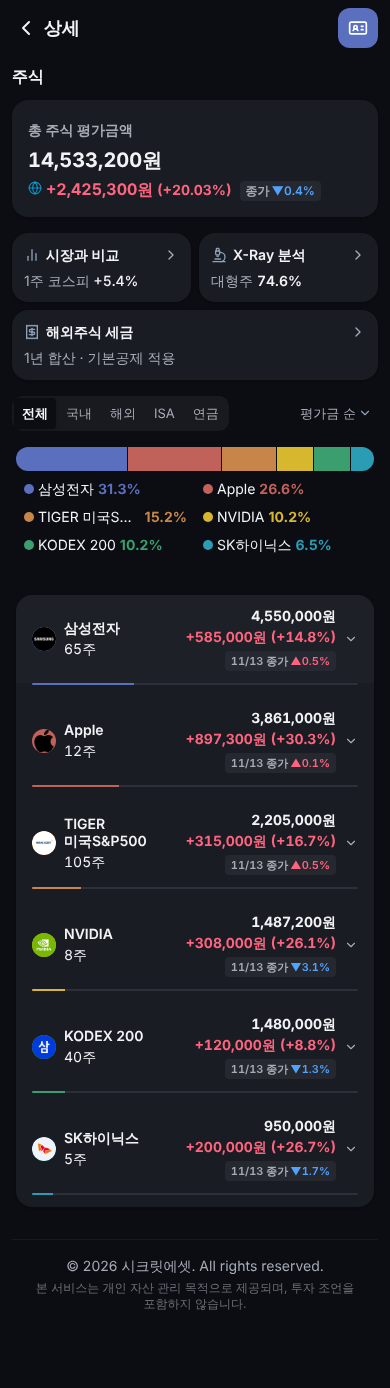 상세
주식
총 주식 평가금액
14,533,200원
+2,425,300원 (+20.03%) 종가 ▼0.4%
시장과 비교
1주 코스피 +5.4%
X-Ray 분석
대형주 74.6%
해외주식 세금
1년 합산 · 기본공제 적용
전체 국내 해외 ISA 연금 평가금 순
삼성전자 31.3% Apple 26.6%
TIGER 미국S... 15.2% NVIDIA 10.2%
KODEX 200 10.2% SK하이닉스 6.5%
SAMSUNG
삼성전자
65주
4,550,000원
+585,000원 (+14.8%)
11/13 종가 ▲0.5%
Apple
12주
3,861,000원
+897,300원 (+30.3%)
11/13 종가 ▲0.1%
TIGER
미국S&P500
105주
2,205,000원
+315,000원 (+16.7%)
11/13 종가 ▲0.5%
NVIDIA
NVIDIA
8주
1,487,200원
+308,000원 (+26.1%)
11/13 종가 ▼3.1%
삼
KODEX 200
40주
1,480,000원
+120,000원 (+8.8%)
11/13 종가 ▼1.3%
SK하이닉스
5주
950,000원
+200,000원 (+26.7%)
11/13 종가 ▼1.7%
© 2026 시크릿에셋. All rights reserved.
본 서비스는 개인 자산 관리 목적으로 제공되며, 투자 조언을
포함하지 않습니다.